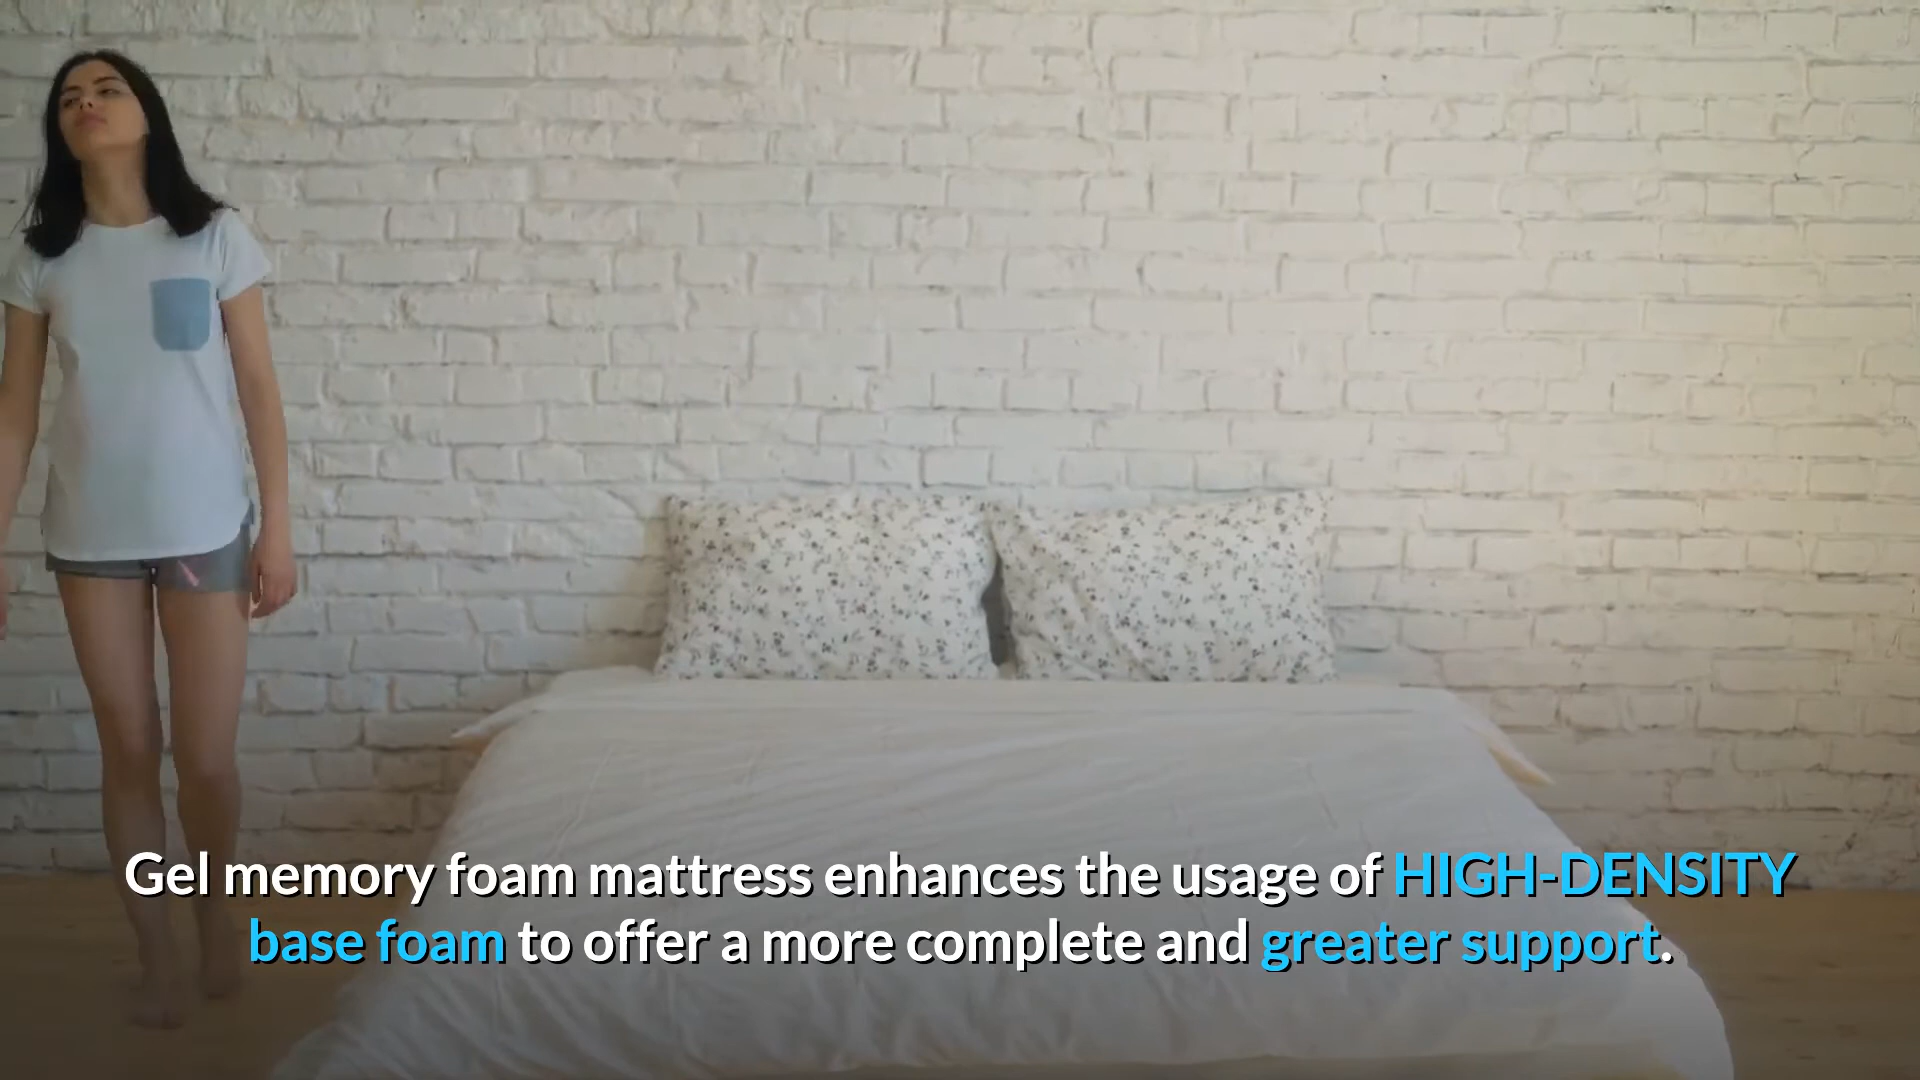 Gel memory foam mattress enhances the usage of HIGH-DENSITY
base foam to offer a more complete and greater support.